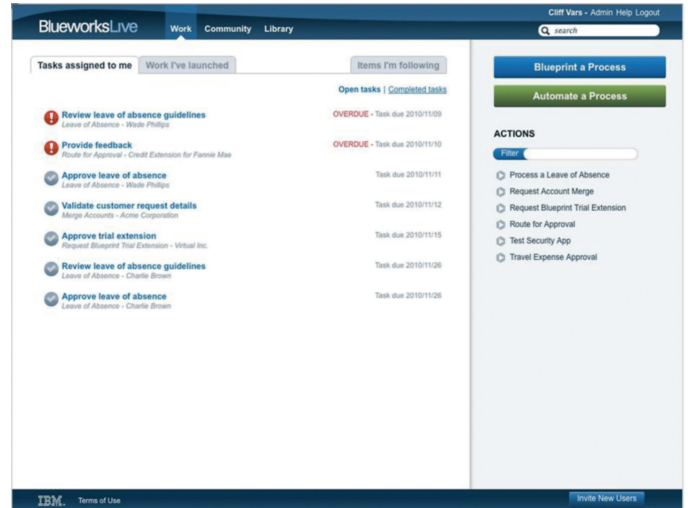 Cliff Vars - Admin Help Logout
BlueworksLive
Work Community Library
search
Tasks assigned to me Work I've launched Items I'm following
Open tasks | Completed tasks
Review leave of absence guidelines OVERDUE - Task due 2010/11/09
Leave of Absence - Wade Phillips
Provide feedback OVERDUE - Task due 2010/11/10
Route for Approval - Credit Extension for Fannie Mae
Approve leave of absence Task due 2010/11/11
Leave of Absence - Wade Phillips
Validate customer request details Task due 2010/11/12
Merge Accounts - Acme Corporation
Approve trial extension Task due 2010/11/15
Request Blueprint Trial Extension - Virtual Inc.
Review leave of absence guidelines Task due 2010/11/26
Leave of Absence - Charlie Brown
Approve leave of absence Task due 2010/11/26
Leave of Absence - Charlie Brown
Blueprint a Process
Automate a Process
ACTIONS
Filter
Process a Leave of Absence
Request Account Merge
Request Blueprint Trial Extension
Route for Approval
Test Security App
Travel Expense Approval
IBM. Terms of Use
Invite New Users